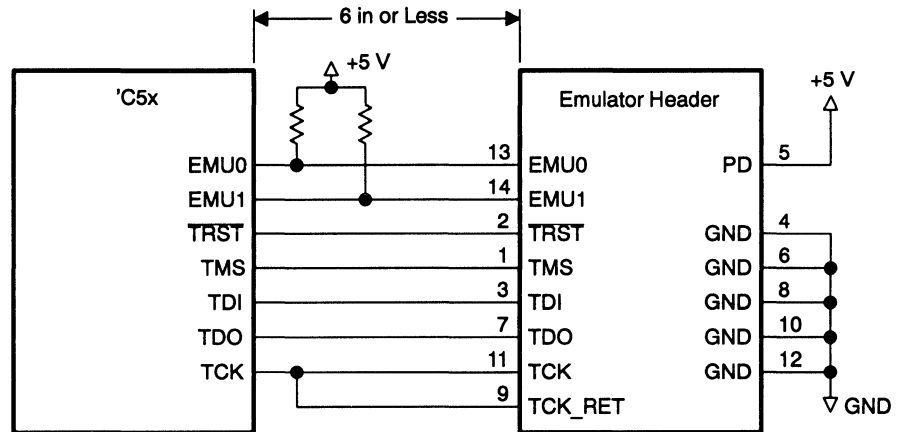 6 in or Less
+5 V
'C5x
Emulator Header
+5 V
EMU0 13 EMU0 PD 5
EMU1 14 EMU1
TRST 2 TRST GND 4
TMS 1 TMS GND 6
TDI 3 TDI GND 8
TDO 7 TDO GND 10
TCK 11 TCK GND 12
9 TCK_RET GND